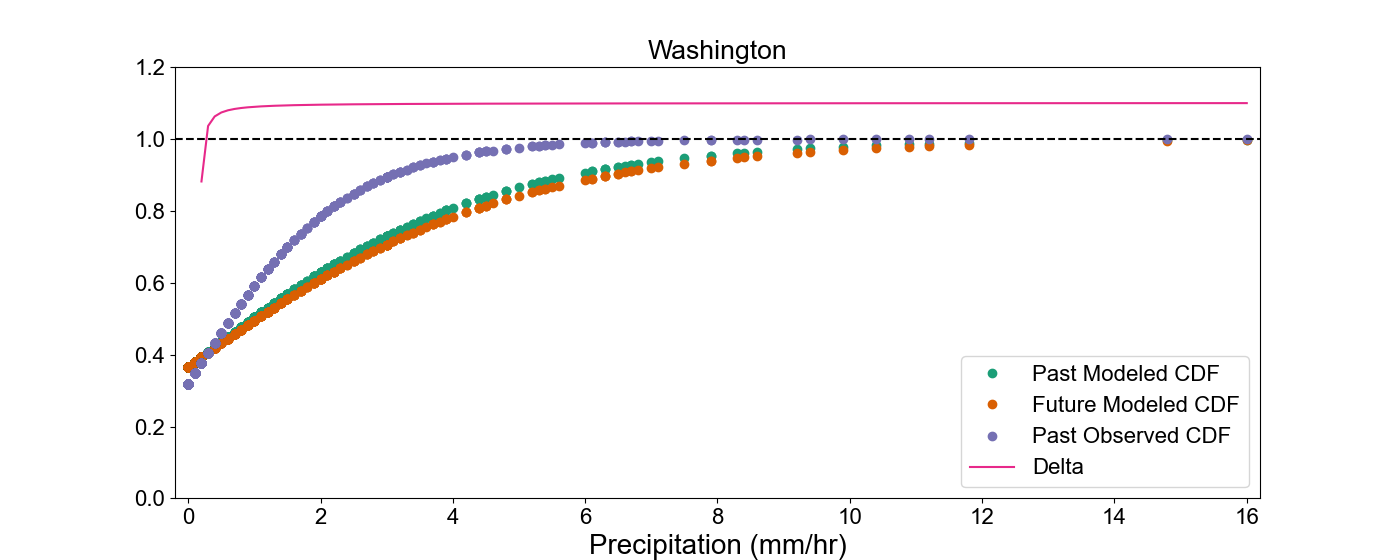 Washington
1.2
1.0
0.8
0.6
0.4
0.2
0.0
Past Modeled CDF
Future Modeled CDF
Past Observed CDF
Delta
0 2 4 6 8 10 12 14 16
Precipitation (mm/hr)